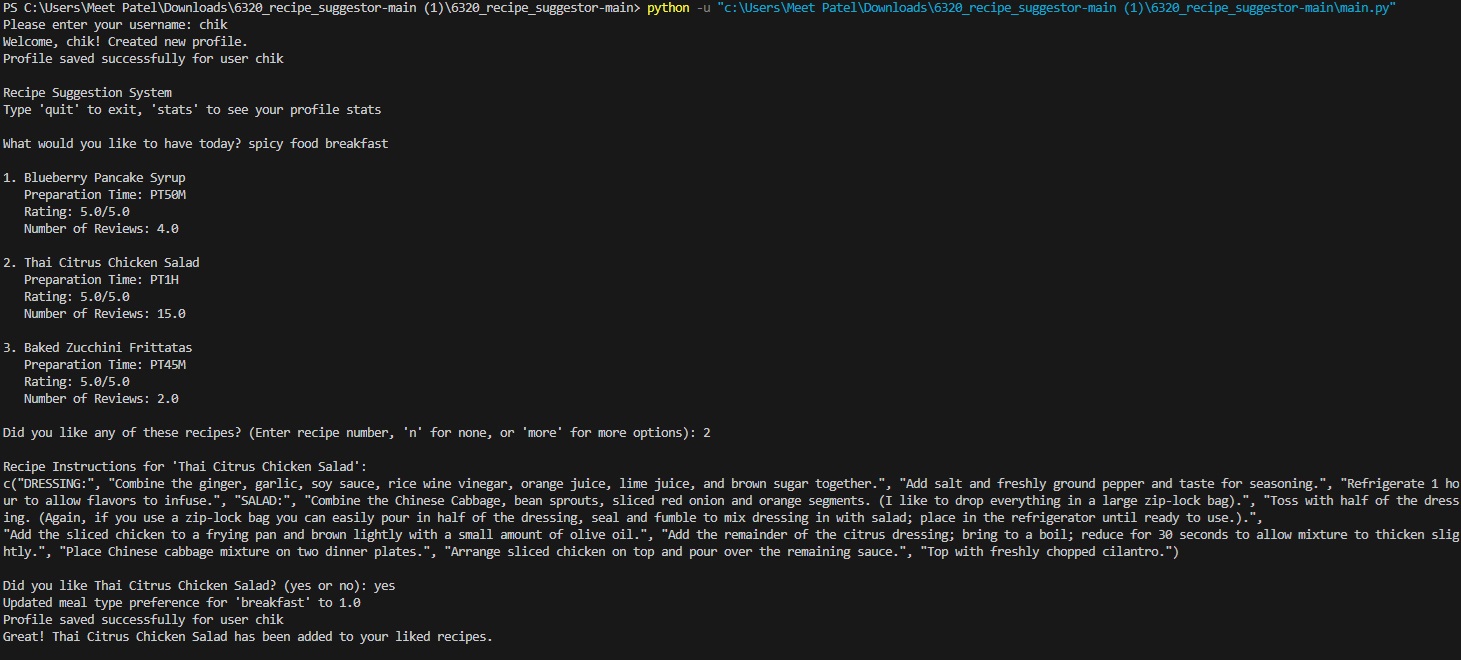 PS C:\Users\Meet Patel\Downloads\6320_recipe_suggestor-main (1)\6320_recipe_suggestor-main> python -u "c:\Users\Meet Patel\Downloads\6320_recipe_suggestor-main (1)\6320_recipe_suggestor-main\main.py"
Please enter your username: chik
Welcome, chik! Created new profile.
Profile saved successfully for user chik
Recipe Suggestion System
Type 'quit' to exit, 'stats' to see your profile stats
What would you like to have today? spicy food breakfast
1. Blueberry Pancake Syrup
Preparation Time: PT50M
Rating: 5.0/5.0
Number of Reviews: 4.0
2. Thai Citrus Chicken Salad
Preparation Time: PT1H
Rating: 5.0/5.0
Number of Reviews: 15.0
3. Baked Zucchini Frittatas
Preparation Time: PT45M
Rating: 5.0/5.0
Number of Reviews: 2.0
Did you like any of these recipes? (Enter recipe number, 'n' for none, or 'more' for more options): 2
Recipe Instructions for 'Thai Citrus Chicken Salad':
c("DRESSING:", "Combine the ginger, garlic, soy sauce, rice wine vinegar, orange juice, lime juice, and brown sugar together.", "Add salt and freshly ground pepper and taste for seasoning.", "Refrigerate 1 ho
ur to allow flavors to infuse.", "SALAD:", "Combine the Chinese Cabbage, bean sprouts, sliced red onion and orange segments. (I like to drop everything in a large zip-lock bag).", "Toss with half of the dress
ing. (Again, if you use a zip-lock bag you can easily pour in half of the dressing, seal and fumble to mix dressing in with salad; place in the refrigerator until ready to use.).",
"Add the sliced chicken to a frying pan and brown lightly with a small amount of olive oil.", "Add the remainder of the citrus dressing; bring to a boil; reduce for 30 seconds to allow mixture to thicken slig
htly.", "Place Chinese cabbage mixture on two dinner plates.", "Arrange sliced chicken on top and pour over the remaining sauce.", "Top with freshly chopped cilantro.")
Did you like Thai Citrus Chicken Salad? (yes or no): yes
Updated meal type preference for 'breakfast' to 1.0
Profile saved successfully for user chik
Great! Thai Citrus Chicken Salad has been added to your liked recipes.